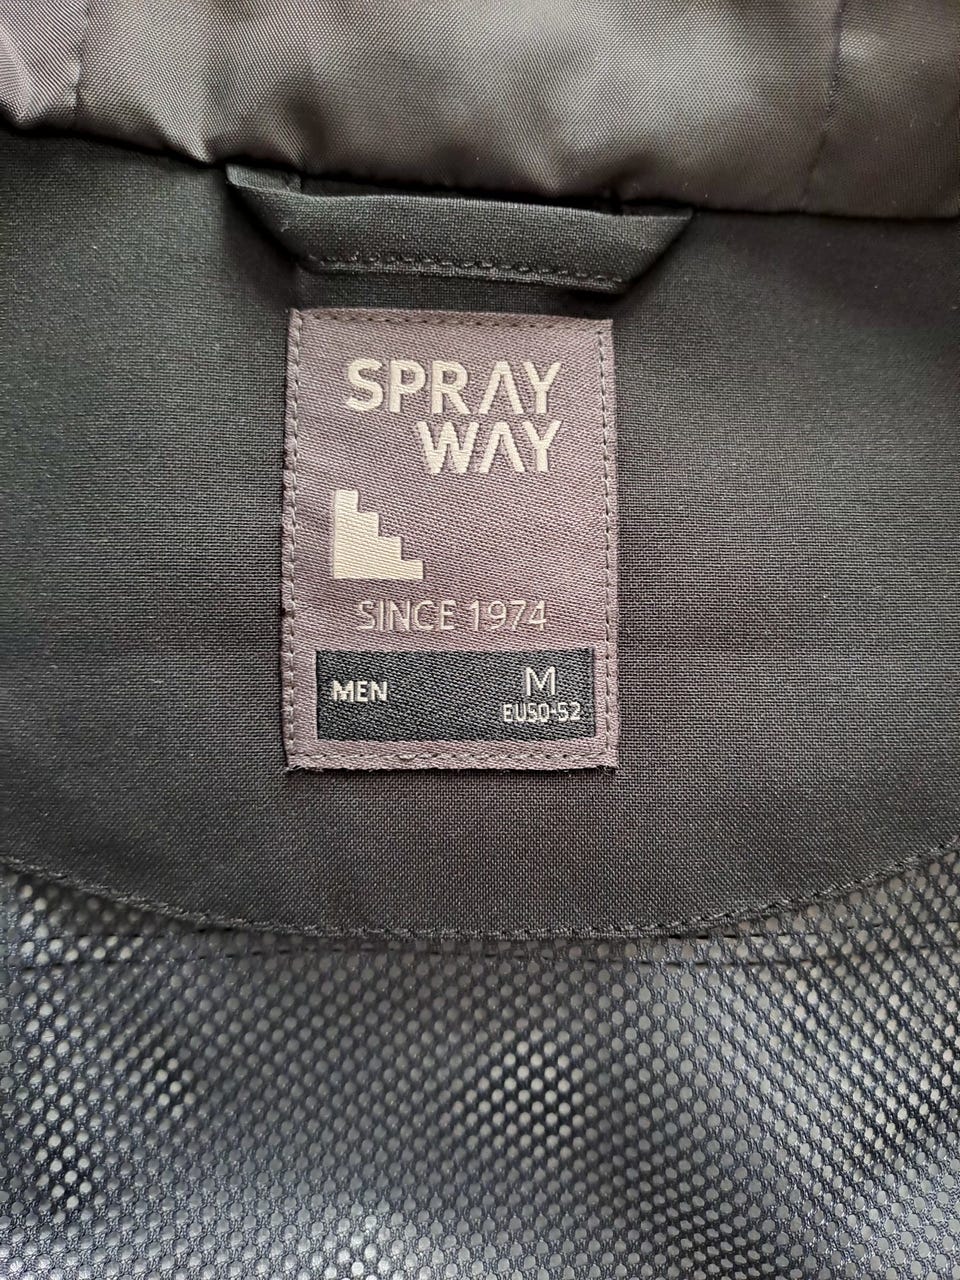 SPRAY
WAY
SINCE 1974
MEN
M
EU50-52